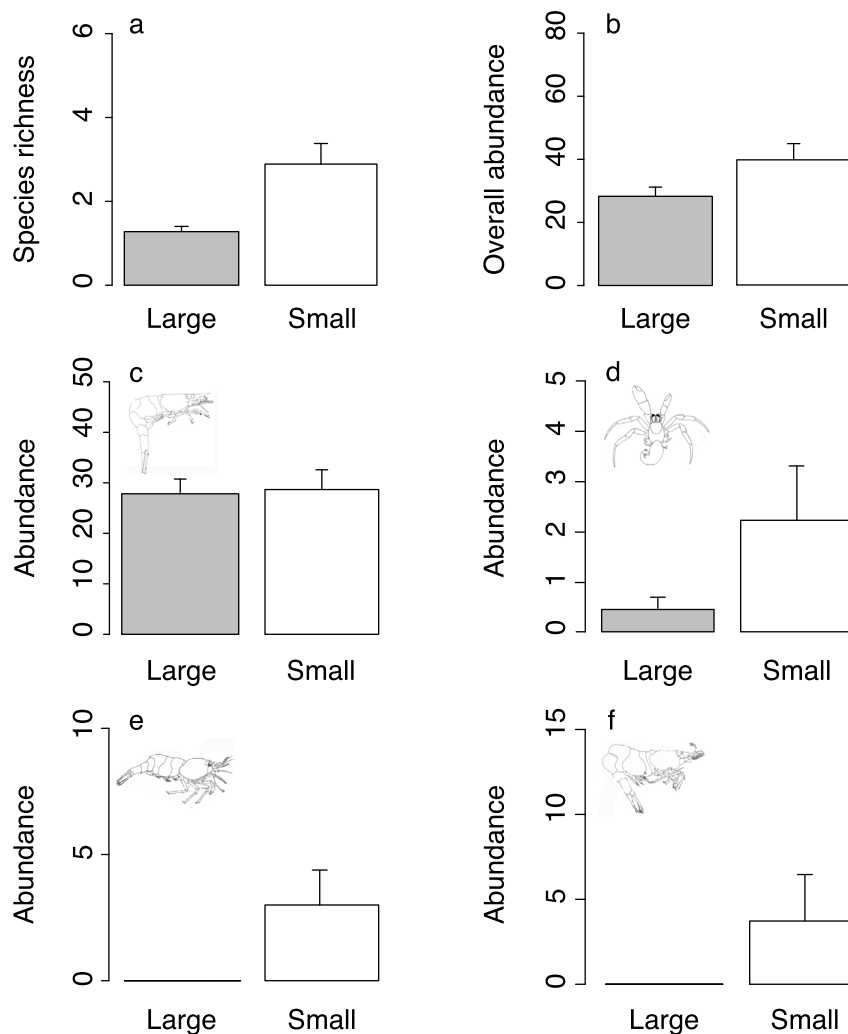 a
Species richness
0 2 4 6
Large Small
b
Overall abundance
0 20 40 60 80
Large Small
c
Abundance
0 10 20 30 40 50
Large Small
d
Abundance
0 1 2 3 4 5
Large Small
e
Abundance
0 5 10
Large Small
f
Abundance
0 5 10 15
Large Small